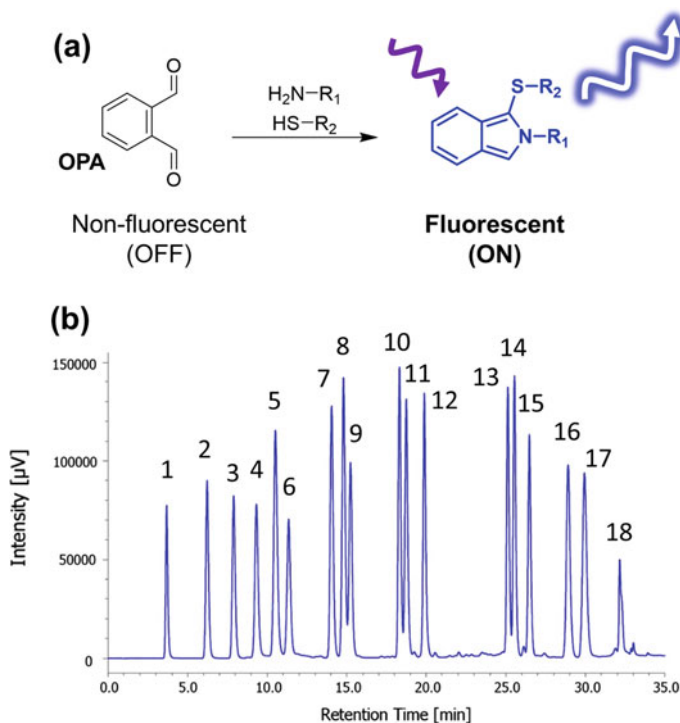 (a)
O
O
OPA
H₂N−R₁
HS−R₂
S−R₂
N−R₁
Non-fluorescent
(OFF)
Fluorescent
(ON)
(b)
Intensity [µV]
150000
100000
50000
0
1
2
3
4
5
6
7
8
9
10
11
12
13
14
15
16
17
18
0.0 5.0 10.0 15.0 20.0 25.0 30.0 35.0
Retention Time [min]